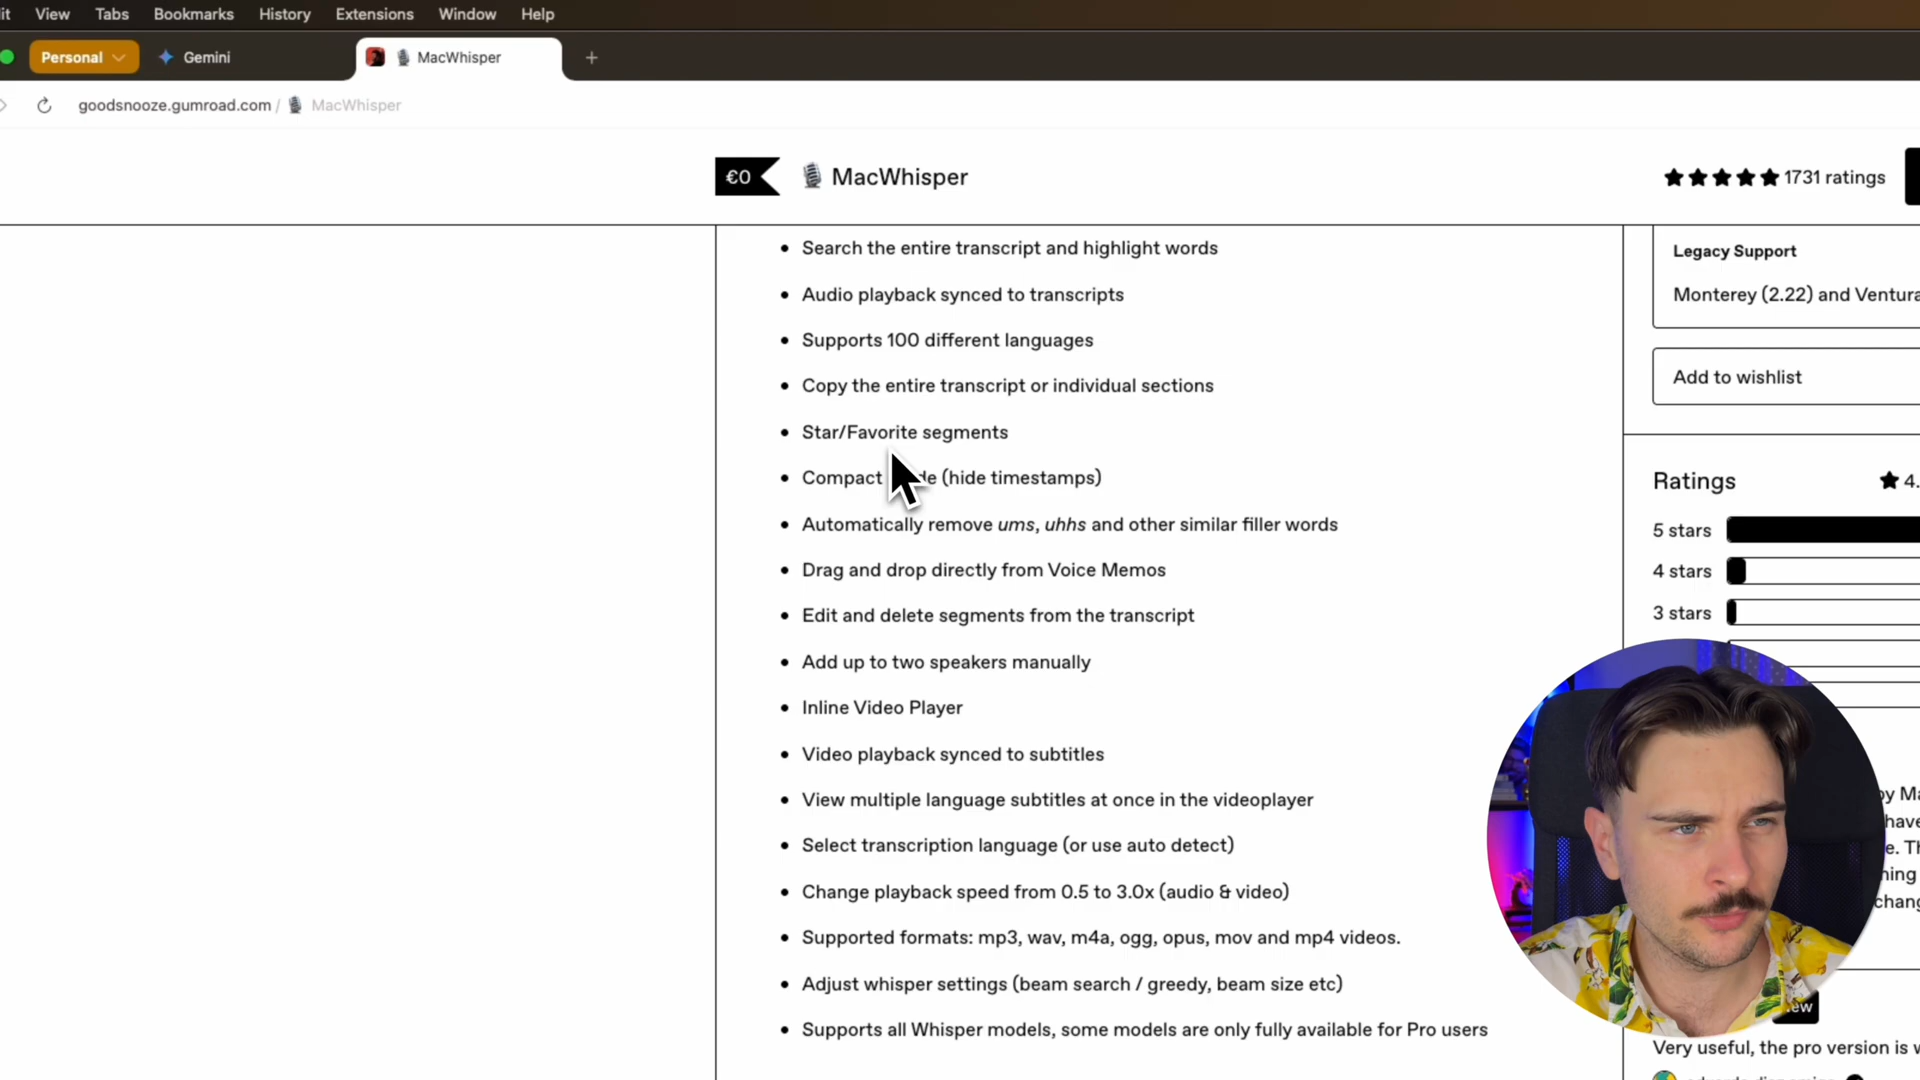 View Tabs Bookmarks History Extensions Window Help
Personal Gemini MacWhisper
goodsnooze.gumroad.com / MacWhisper
€0 MacWhisper 1731 ratings
Search the entire transcript and highlight words
Audio playback synced to transcripts
Supports 100 different languages
Copy the entire transcript or individual sections
Star/Favorite segments
Compact (hide timestamps)
Automatically remove ums, uhhs and other similar filler words
Drag and drop directly from Voice Memos
Edit and delete segments from the transcript
Add up to two speakers manually
Inline Video Player
Video playback synced to subtitles
View multiple language subtitles at once in the videoplayer
Select transcription language (or use auto detect)
Change playback speed from 0.5 to 3.0x (audio & video)
Supported formats: mp3, wav, m4a, ogg, opus, mov and mp4 videos.
Adjust whisper settings (beam search / greedy, beam size etc)
Supports all Whisper models, some models are only fully available for Pro users
Legacy Support
Monterey (2.22) and Ventura
Add to wishlist
Ratings 4.
5 stars
4 stars
3 stars
have
Very useful, the pro version is